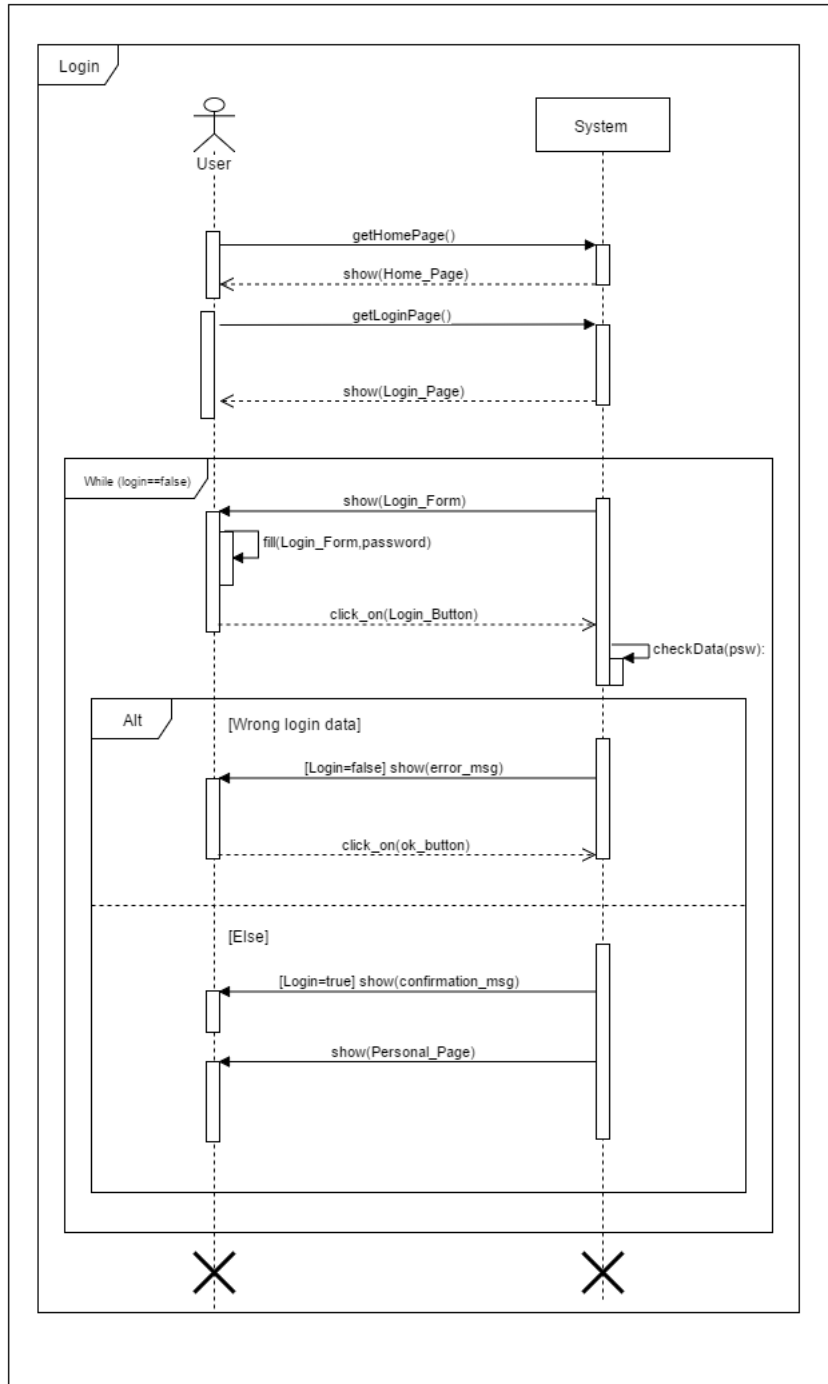 Login
User
System
getHomePage()
show(Home_Page)
getLoginPage()
show(Login_Page)
While (login==false)
show(Login_Form)
fill(Login_Form,password)
click_on(Login_Button)
checkData(psw):
Alt
[Wrong login data]
[Login=false] show(error_msg)
click_on(ok_button)
[Else]
[Login=true] show(confirmation_msg)
show(Personal_Page)